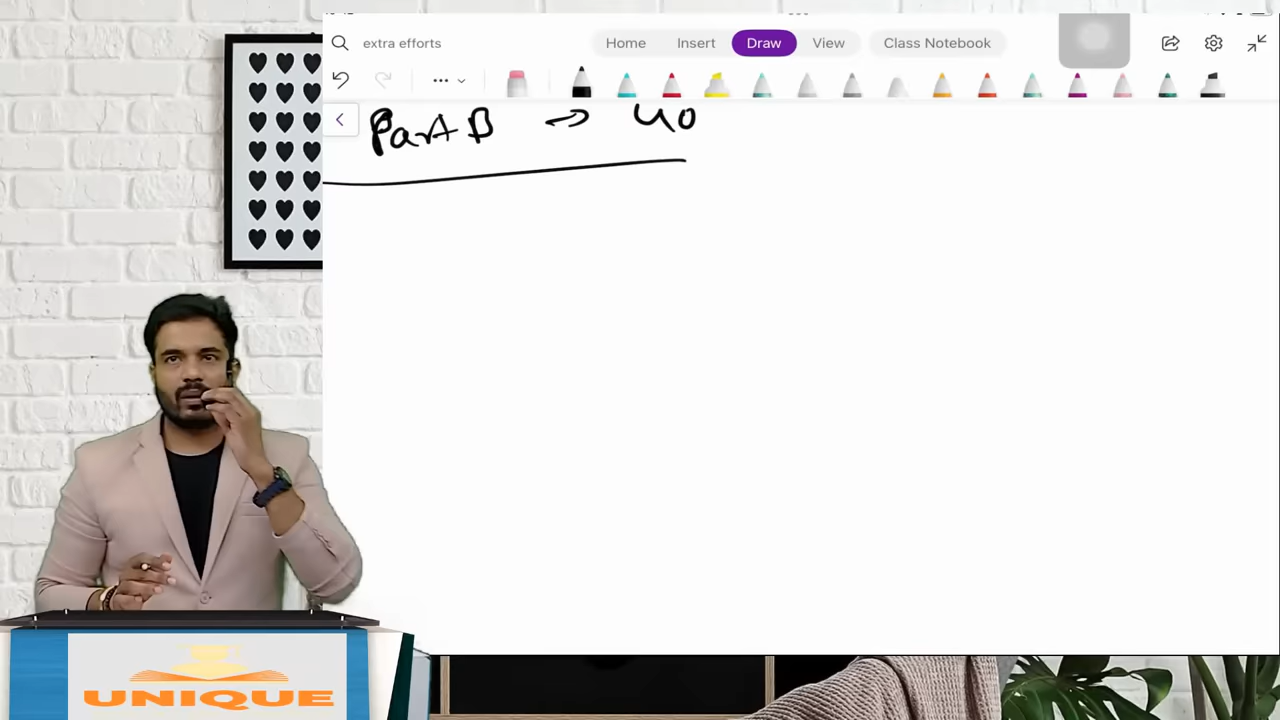 extra efforts
Home Insert Draw View Class Notebook
Part B → 40
UNIQUE